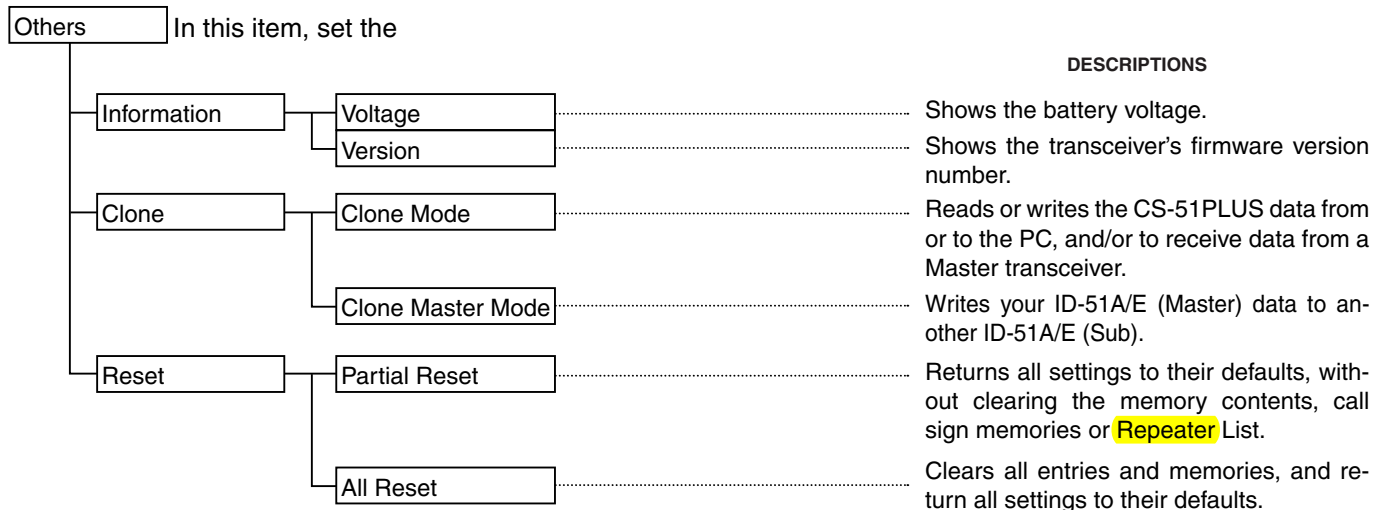 Others In this item, set the
DESCRIPTIONS
Information Voltage Shows the battery voltage.
Version Shows the transceiver's firmware version
number.
Clone Clone Mode Reads or writes the CS-51PLUS data from
or to the PC, and/or to receive data from a
Master transceiver.
Clone Master Mode Writes your ID-51A/E (Master) data to an-
other ID-51A/E (Sub).
Reset Partial Reset Returns all settings to their defaults, with-
out clearing the memory contents, call
sign memories or Repeater List.
All Reset Clears all entries and memories, and re-
turn all settings to their defaults.